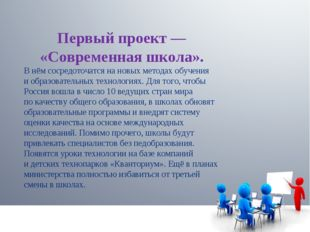 Первый проект —
«Современная школа».
В нём сосредоточатся на новых методах обучения
и образовательных технологиях. Для того, чтобы
Россия вошла в число 10 ведущих стран мира
по качеству общего образования, в школах обновят
образовательные программы и внедрят систему
оценки качества на основе международных
исследований. Помимо прочего, школы будут
привлекать специалистов без педобразования.
Появятся уроки технологии на базе компаний
и детских технопарков «Кванториум». Ещё в планах
министерства полностью избавиться от третьей
смены в школах.